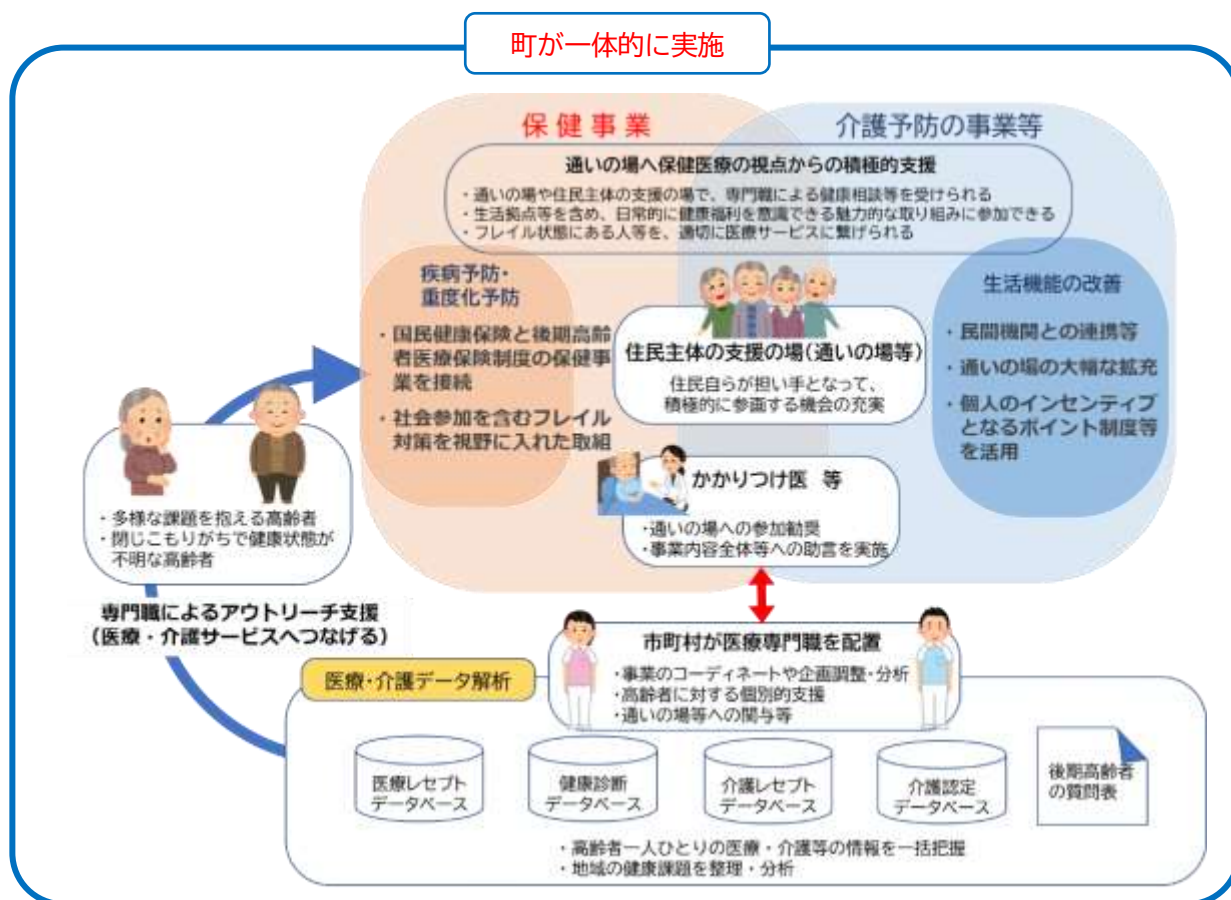 町が一体的に実施
保健事業
介護予防の事業等
通いの場へ保健医療の視点からの積極的支援
・通いの場や住民主体の支援の場で、専門職による健康相談等を受けられる
・生活拠点等を含め、日常的に健康福利を意識できる魅力的な取り組みに参加できる
・フレイル状態にある人等を、適切に医療サービスに繋げられる
疾病予防・
重度化予防
・国民健康保険と後期高齢
者医療保険制度の保健事
業を接続
・社会参加を含むフレイル
対策を視野に入れた取組
住民主体の支援の場(通いの場等)
住民自らが担い手となって、
積極的に参画する機会の充実
生活機能の改善
・民間機関との連携等
・通いの場の大幅な拡充
・個人のインセンティブ
となるポイント制度等
を活用
かかりつけ医 等
・通いの場への参加勧奨
・事業内容全体等への助言を実施
・多様な課題を抱える高齢者
・閉じこもりがちで健康状態が
不明な高齢者
専門職によるアウトリーチ支援
(医療・介護サービスへつなげる)
市町村が医療専門職を配置
・事業のコーディネートや企画調整・分析
・高齢者に対する個別的支援
・通いの場等への関与等
医療・介護データ解析
医療レセプト
データベース
健康診断
データベース
介護レセプト
データベース
介護認定
データベース
後期高齢者
の質問表
・高齢者一人ひとりの医療・介護等の情報を一括把握
・地域の健康課題を整理・分析